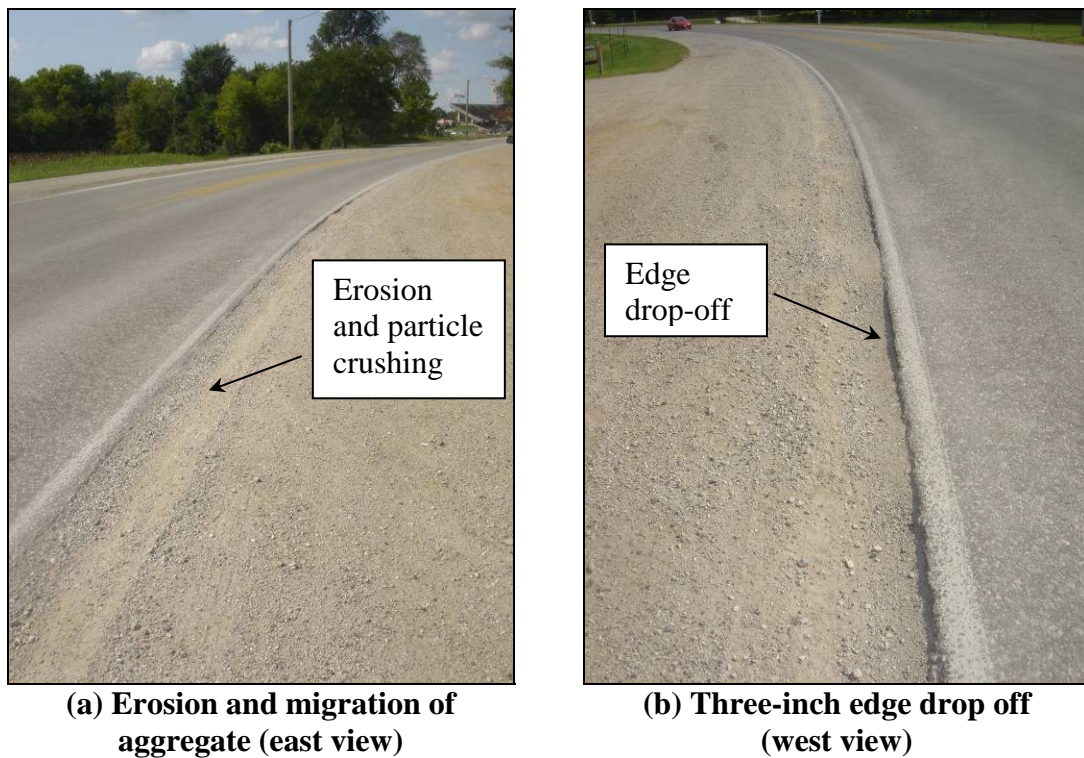 Erosion
and particle
crushing
Edge
drop-off
(a) Erosion and migration of
aggregate (east view)
(b) Three-inch edge drop off
(west view)